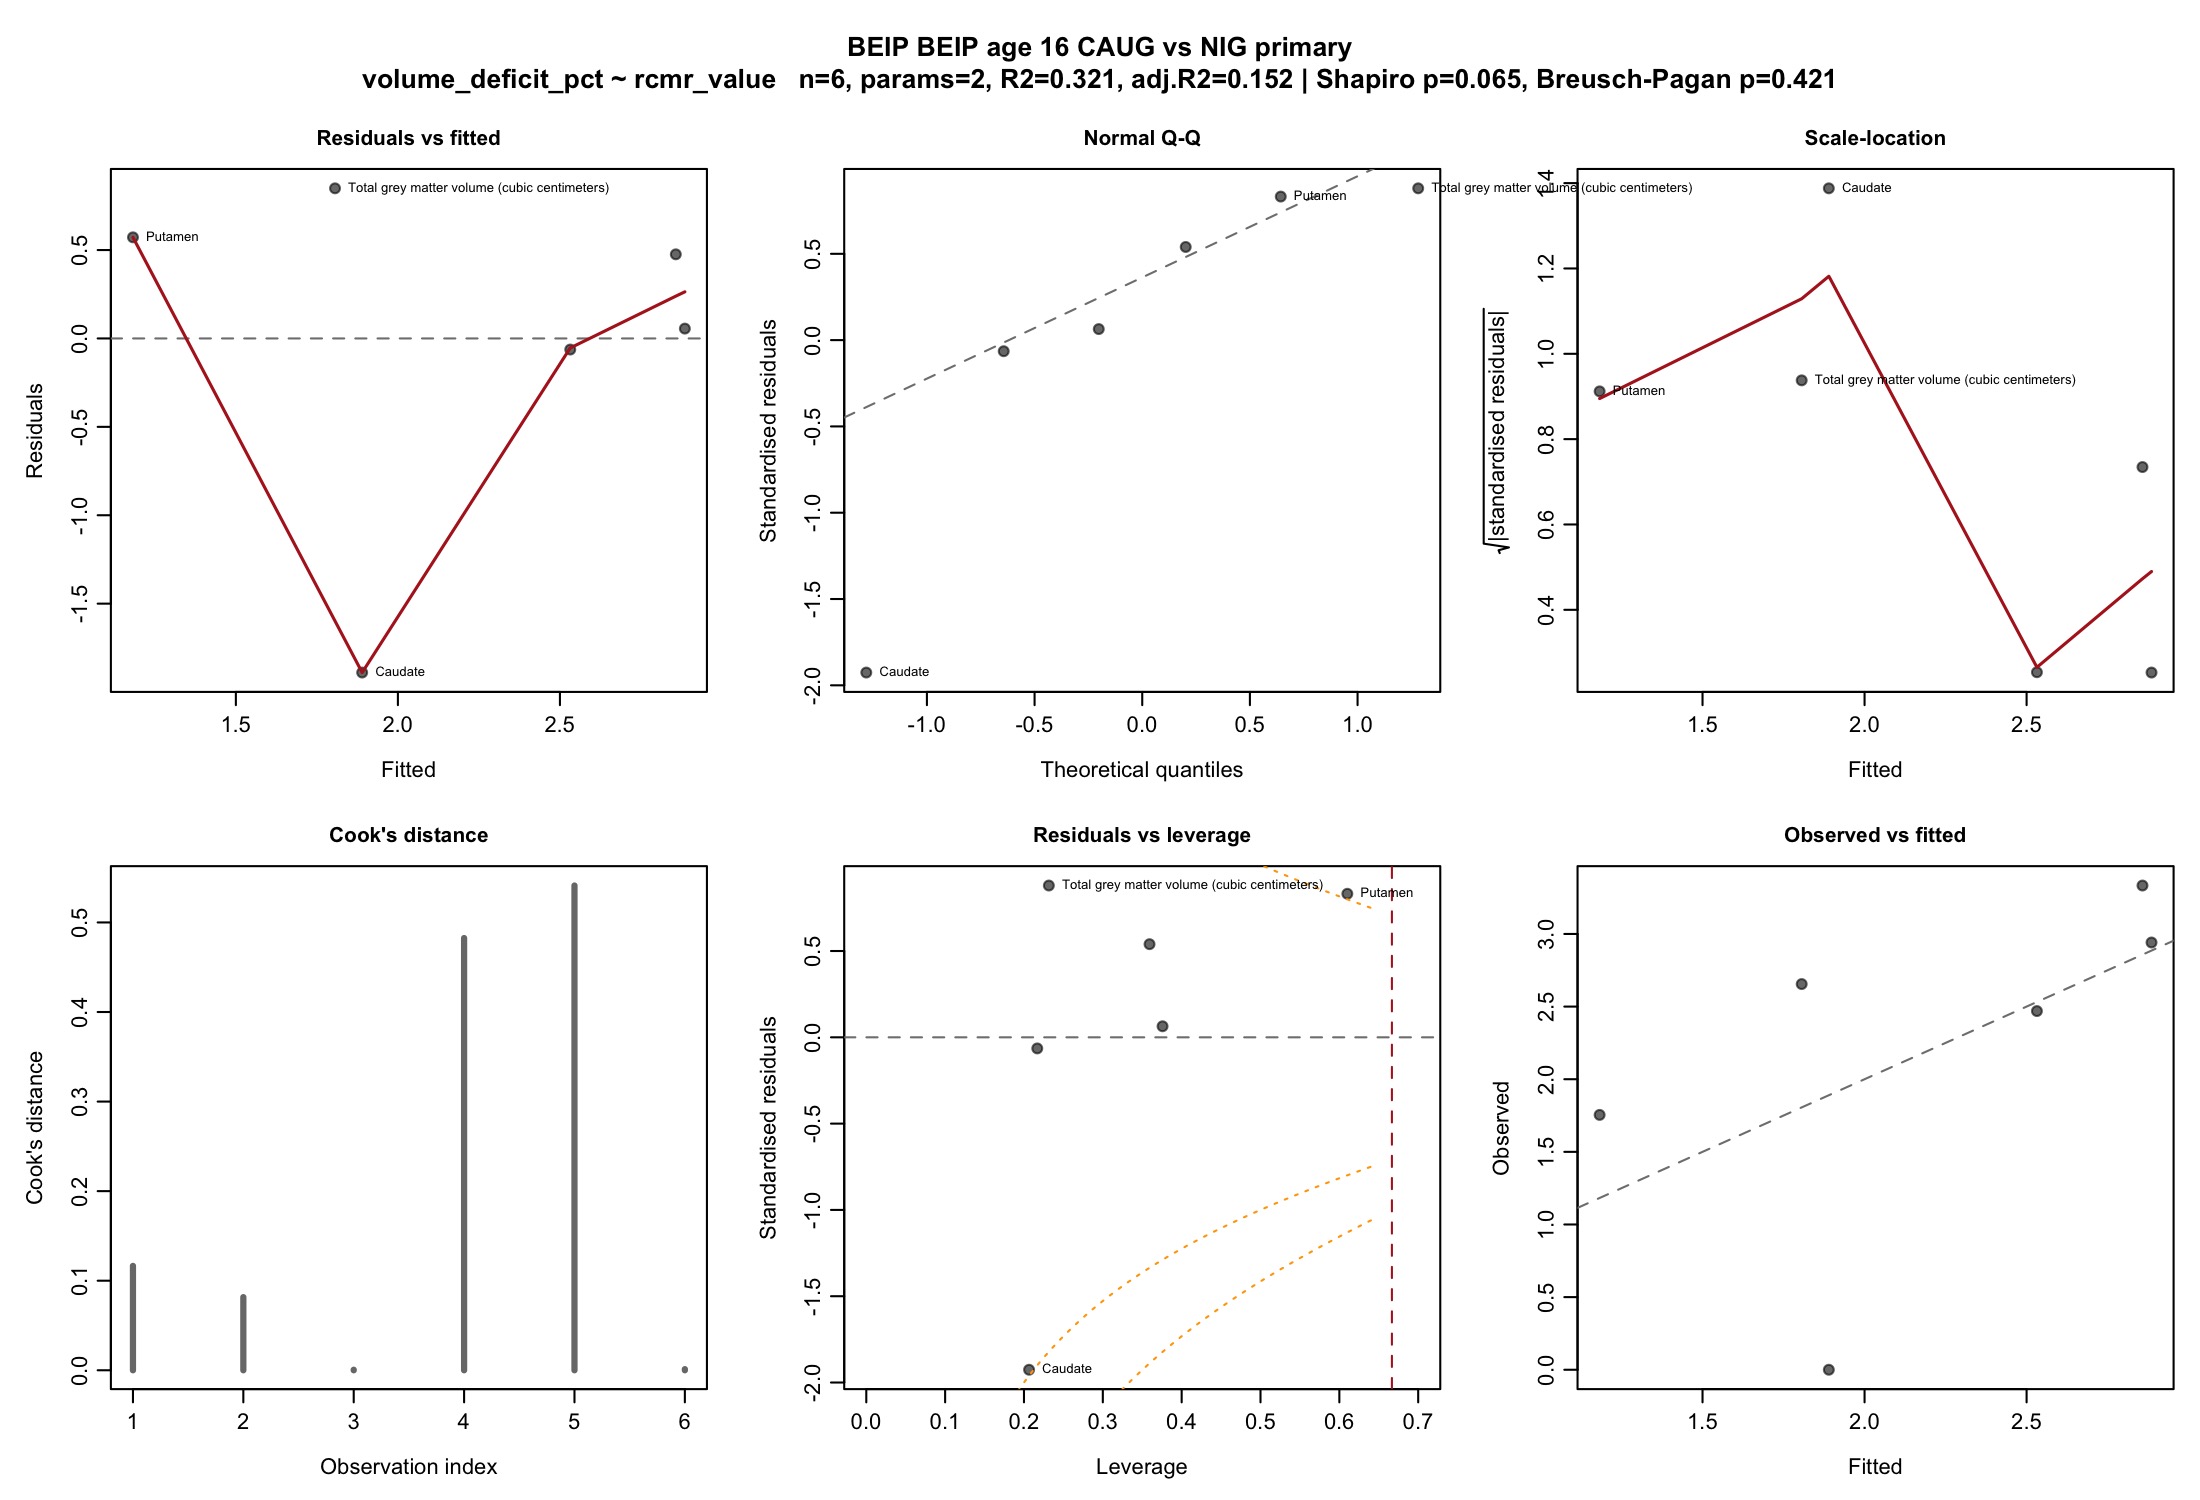 BEIP BEIP age 16 CAUG vs NIG primary
volume_deficit_pct ~ rcmr_value   n=6, params=2, R2=0.321, adj.R2=0.152 | Shapiro p=0.065, Breusch-Pagan p=0.421
Residuals vs fitted
Total grey matter volume (cubic centimeters)
Putamen
Caudate
0.5
0.0
-0.5
-1.0
-1.5
Residuals
1.5 2.0 2.5
Fitted
Normal Q-Q
Total grey matter volume (cubic centimeters)
Putamen
Caudate
0.5
0.0
-0.5
-1.0
-1.5
-2.0
Standardised residuals
-1.0 -0.5 0.0 0.5 1.0
Theoretical quantiles
Scale-location
Caudate
Total grey matter volume (cubic centimeters)
Putamen
1.4
1.2
1.0
0.8
0.6
0.4
√|standardised residuals|
1.5 2.0 2.5
Fitted
Cook's distance
0.5
0.4
0.3
0.2
0.1
0.0
Cook's distance
1 2 3 4 5 6
Observation index
Residuals vs leverage
Total grey matter volume (cubic centimeters)
Putamen
Caudate
0.5
0.0
-0.5
-1.0
-1.5
-2.0
Standardised residuals
0.0 0.1 0.2 0.3 0.4 0.5 0.6 0.7
Leverage
Observed vs fitted
3.0
2.5
2.0
1.5
1.0
0.5
0.0
Observed
1.5 2.0 2.5
Fitted